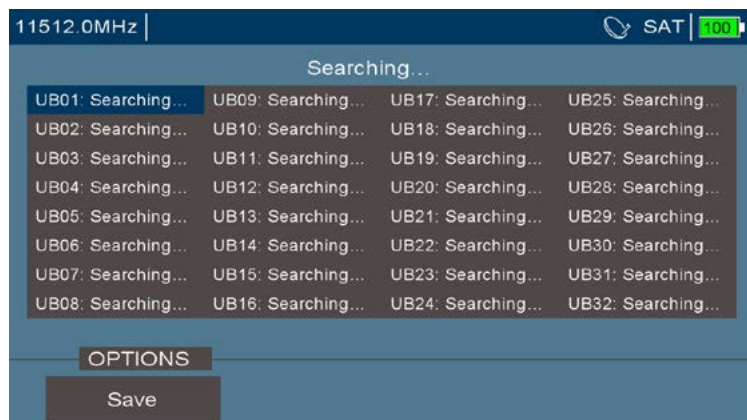 11512.0MHz SAT 100
Searching...
UB01: Searching... UB09: Searching... UB17: Searching... UB25: Searching...
UB02: Searching... UB10: Searching... UB18: Searching... UB26: Searching...
UB03: Searching... UB11: Searching... UB19: Searching... UB27: Searching...
UB04: Searching... UB12: Searching... UB20: Searching... UB28: Searching...
UB05: Searching... UB13: Searching... UB21: Searching... UB29: Searching...
UB06: Searching... UB14: Searching... UB22: Searching... UB30: Searching...
UB07: Searching... UB15: Searching... UB23: Searching... UB31: Searching...
UB08: Searching... UB16: Searching... UB24: Searching... UB32: Searching...
OPTIONS
Save